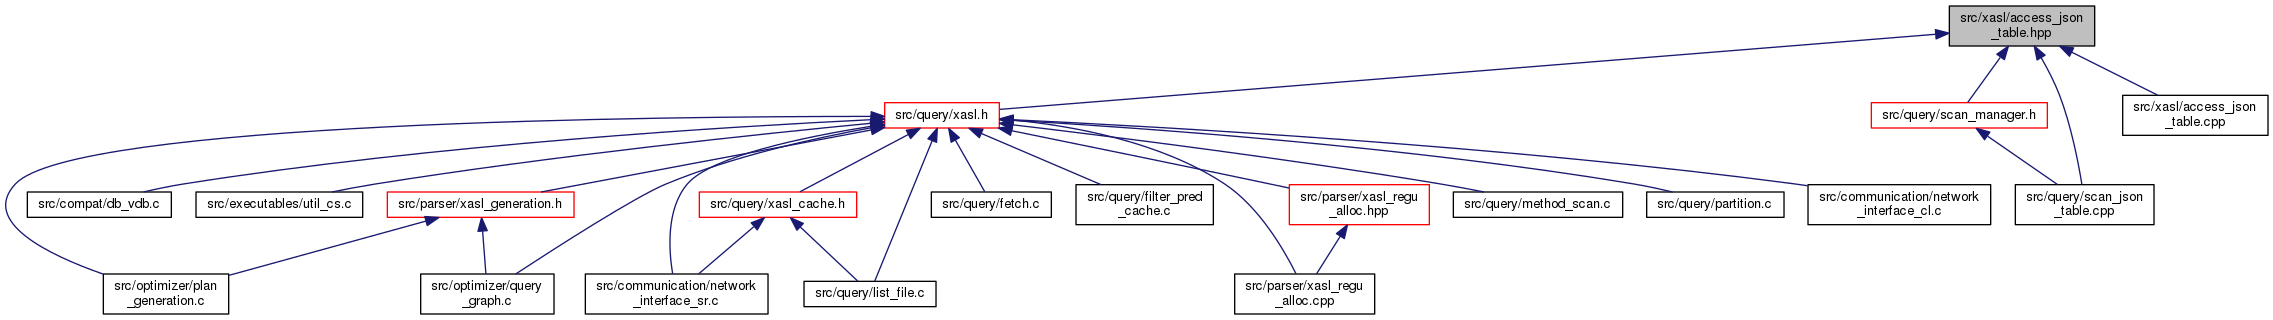 src/xasl/access_json
_table.hpp
src/query/xasl.h
src/query/scan_manager.h
src/xasl/access_json
_table.cpp
src/compat/db_vdb.c
src/executables/util_cs.c
src/parser/xasl_generation.h
src/query/xasl_cache.h
src/query/fetch.c
src/query/filter_pred
_cache.c
src/parser/xasl_regu
_alloc.hpp
src/query/method_scan.c
src/query/partition.c
src/communication/network
_interface_cl.c
src/query/scan_json
_table.cpp
src/optimizer/plan
_generation.c
src/optimizer/query
_graph.c
src/communication/network
_interface_sr.c
src/query/list_file.c
src/parser/xasl_regu
_alloc.cpp